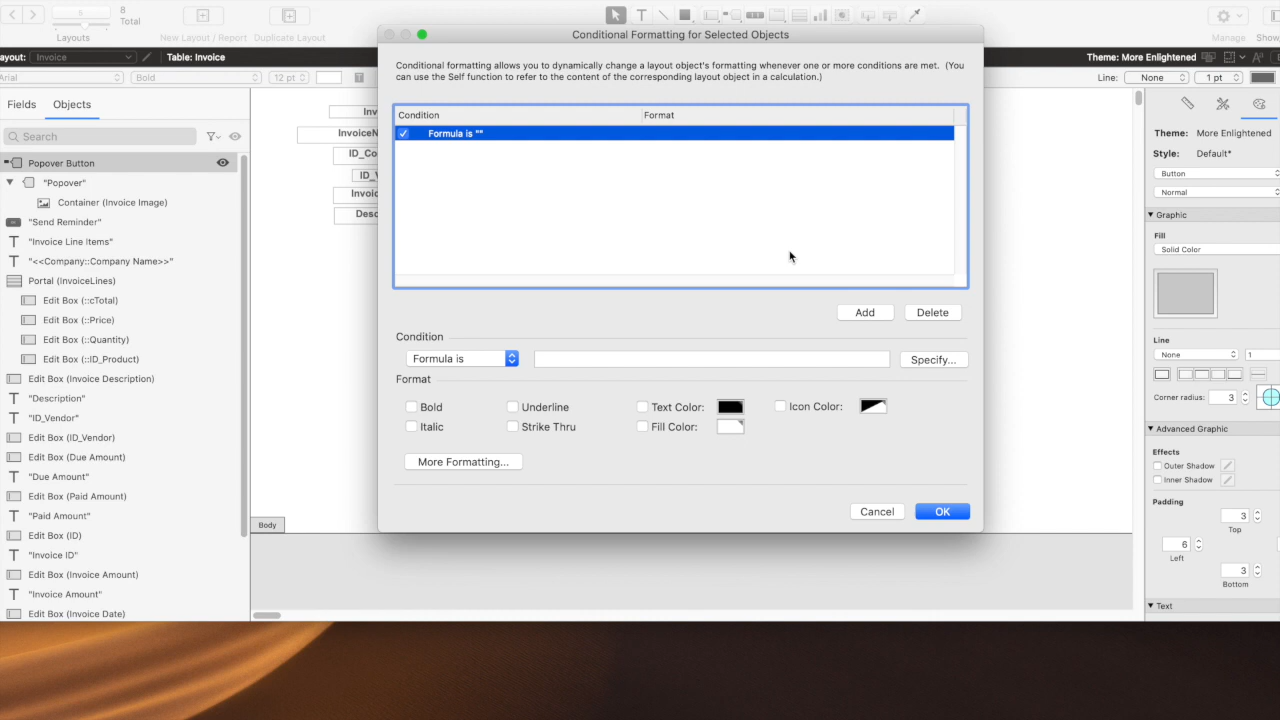 6
8
Total
Layouts
New Layout / Report
Duplicate Layout
Manage
Show
Conditional Formatting for Selected Objects
ayout:
Invoice
Table: Invoice
Theme: More Enlightened
Arial
Bold
12 pt
Line:
None
1 pt
Conditional formatting allows you to dynamically change a layout object's formatting whenever one or more conditions are met. (You
can use the Self function to refer to the content of the corresponding layout object in a calculation.)
Fields
Objects
Search
Popover Button
"Popover"
Container (Invoice Image)
"Send Reminder"
"Invoice Line Items"
"<<Company::Company Name>>"
Portal (InvoiceLines)
Edit Box (::cTotal)
Edit Box (::Price)
Edit Box (::Quantity)
Edit Box (::ID_Product)
Edit Box (Invoice Description)
"Description"
"ID_Vendor"
Edit Box (ID_Vendor)
Edit Box (Due Amount)
"Due Amount"
Edit Box (Paid Amount)
"Paid Amount"
Edit Box (ID)
"Invoice ID"
Edit Box (Invoice Amount)
"Invoice Amount"
Edit Box (Invoice Date)
Inv
InvoiceN
ID_Co
ID_V
Invoic
Desc
Body
Condition
Format
Formula is ""
Add
Delete
Condition
Formula is
Specify...
Format
Bold
Underline
Text Color:
Icon Color:
Italic
Strike Thru
Fill Color:
More Formatting...
Cancel
OK
Theme:
More Enlightened
Style:
Default*
Button
Normal
Graphic
Fill
Solid Color
Line
None
1
Corner radius:
3
Advanced Graphic
Effects
Outer Shadow
Inner Shadow
Padding
3
Top
6
Left
3
Bottom
Text